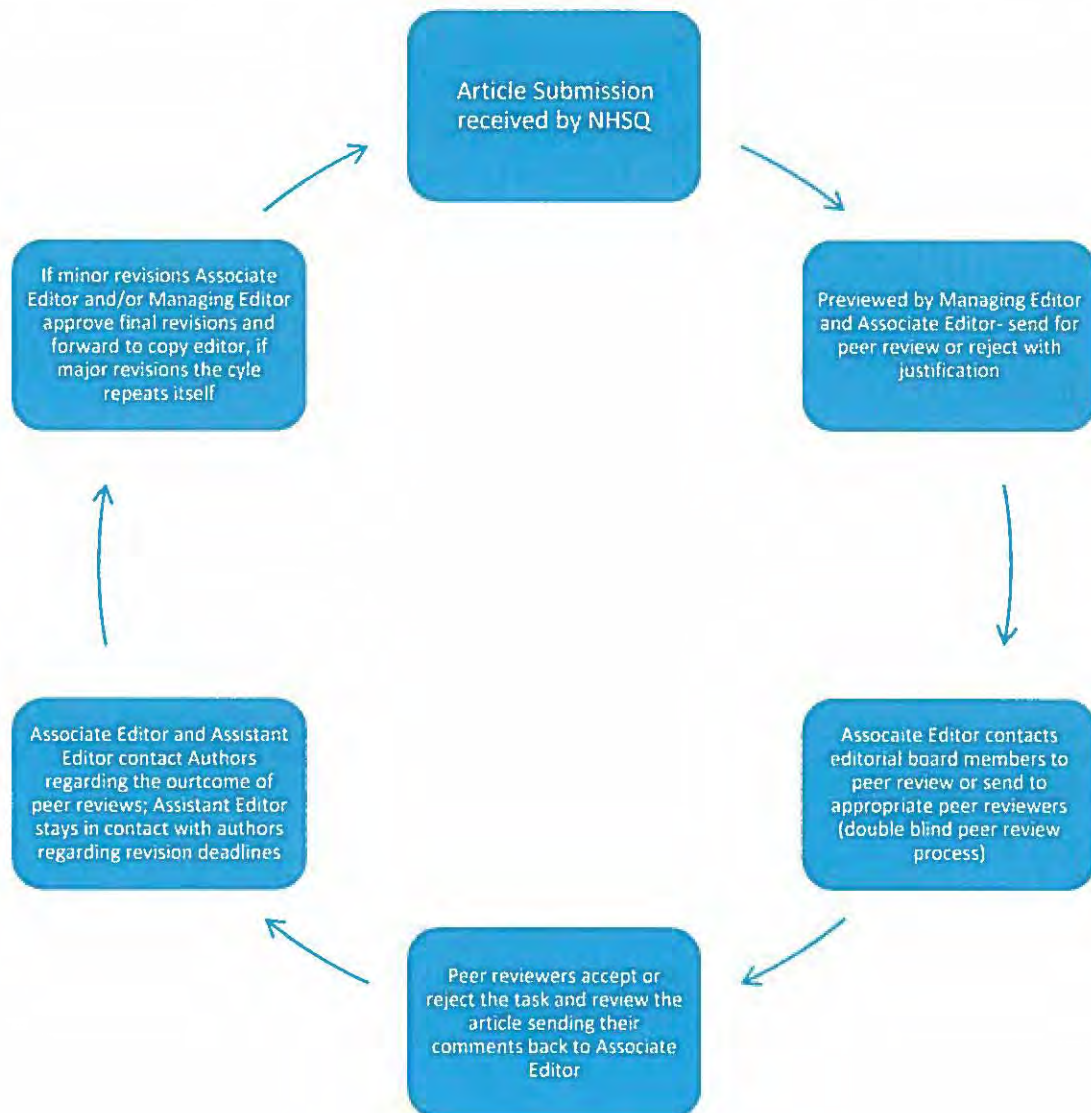 Article Submission
received by NHSQ
Previewed by Managing Editor
and Associate Editor- send for
peer review or reject with
justification
Assocaite Editor contacts
editorial board members to
peer review or send to
appropriate peer reviewers
(double blind peer review
process)
Peer reviewers accept or
reject the task and review the
article sending their
comments back to Associate
Editor
Associate Editor and Assistant
Editor contact Authors
regarding the ourtcome of
peer reviews; Assistant Editor
stays in contact with authors
regarding revision deadlines
If minor revisions Associate
Editor and/or Managing Editor
approve final revisions and
forward to copy editor, if
major revisions the cyle
repeats itself